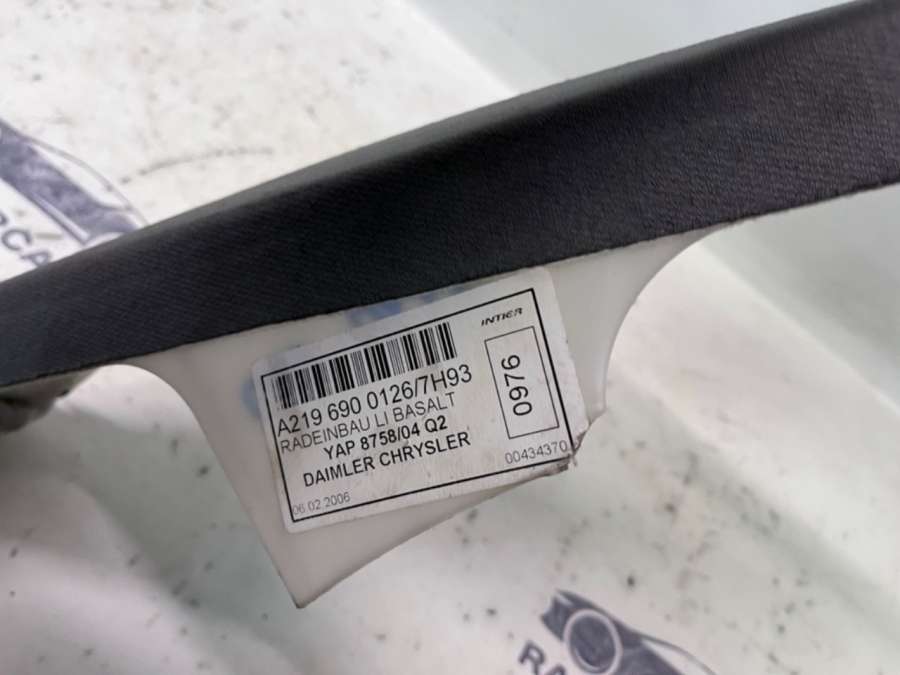 INTIER
A219 690 0126/7H93
RADEINBAU LI BASALT
YAP 8758/04 Q2
DAIMLER CHRYSLER
0976
06.02.2006
00434370